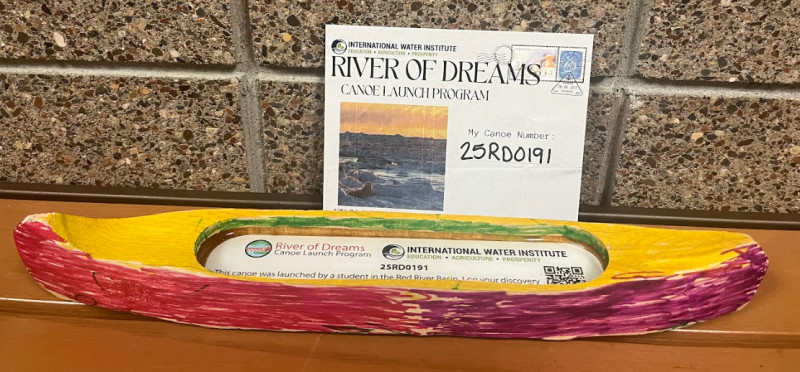 INTERNATIONAL WATER INSTITUTE
EDUCATION • AGRICULTURE • PROSPERITY
RIVER OF DREAMS
CANOE LAUNCH PROGRAM
My Canoe Number:
25RD0191
River of Dreams
Canoe Launch Program
INTERNATIONAL WATER INSTITUTE
EDUCATION • AGRICULTURE • PROSPERITY
25RD0191
This canoe was launched by a student in the Red River Basin. Log your discovery